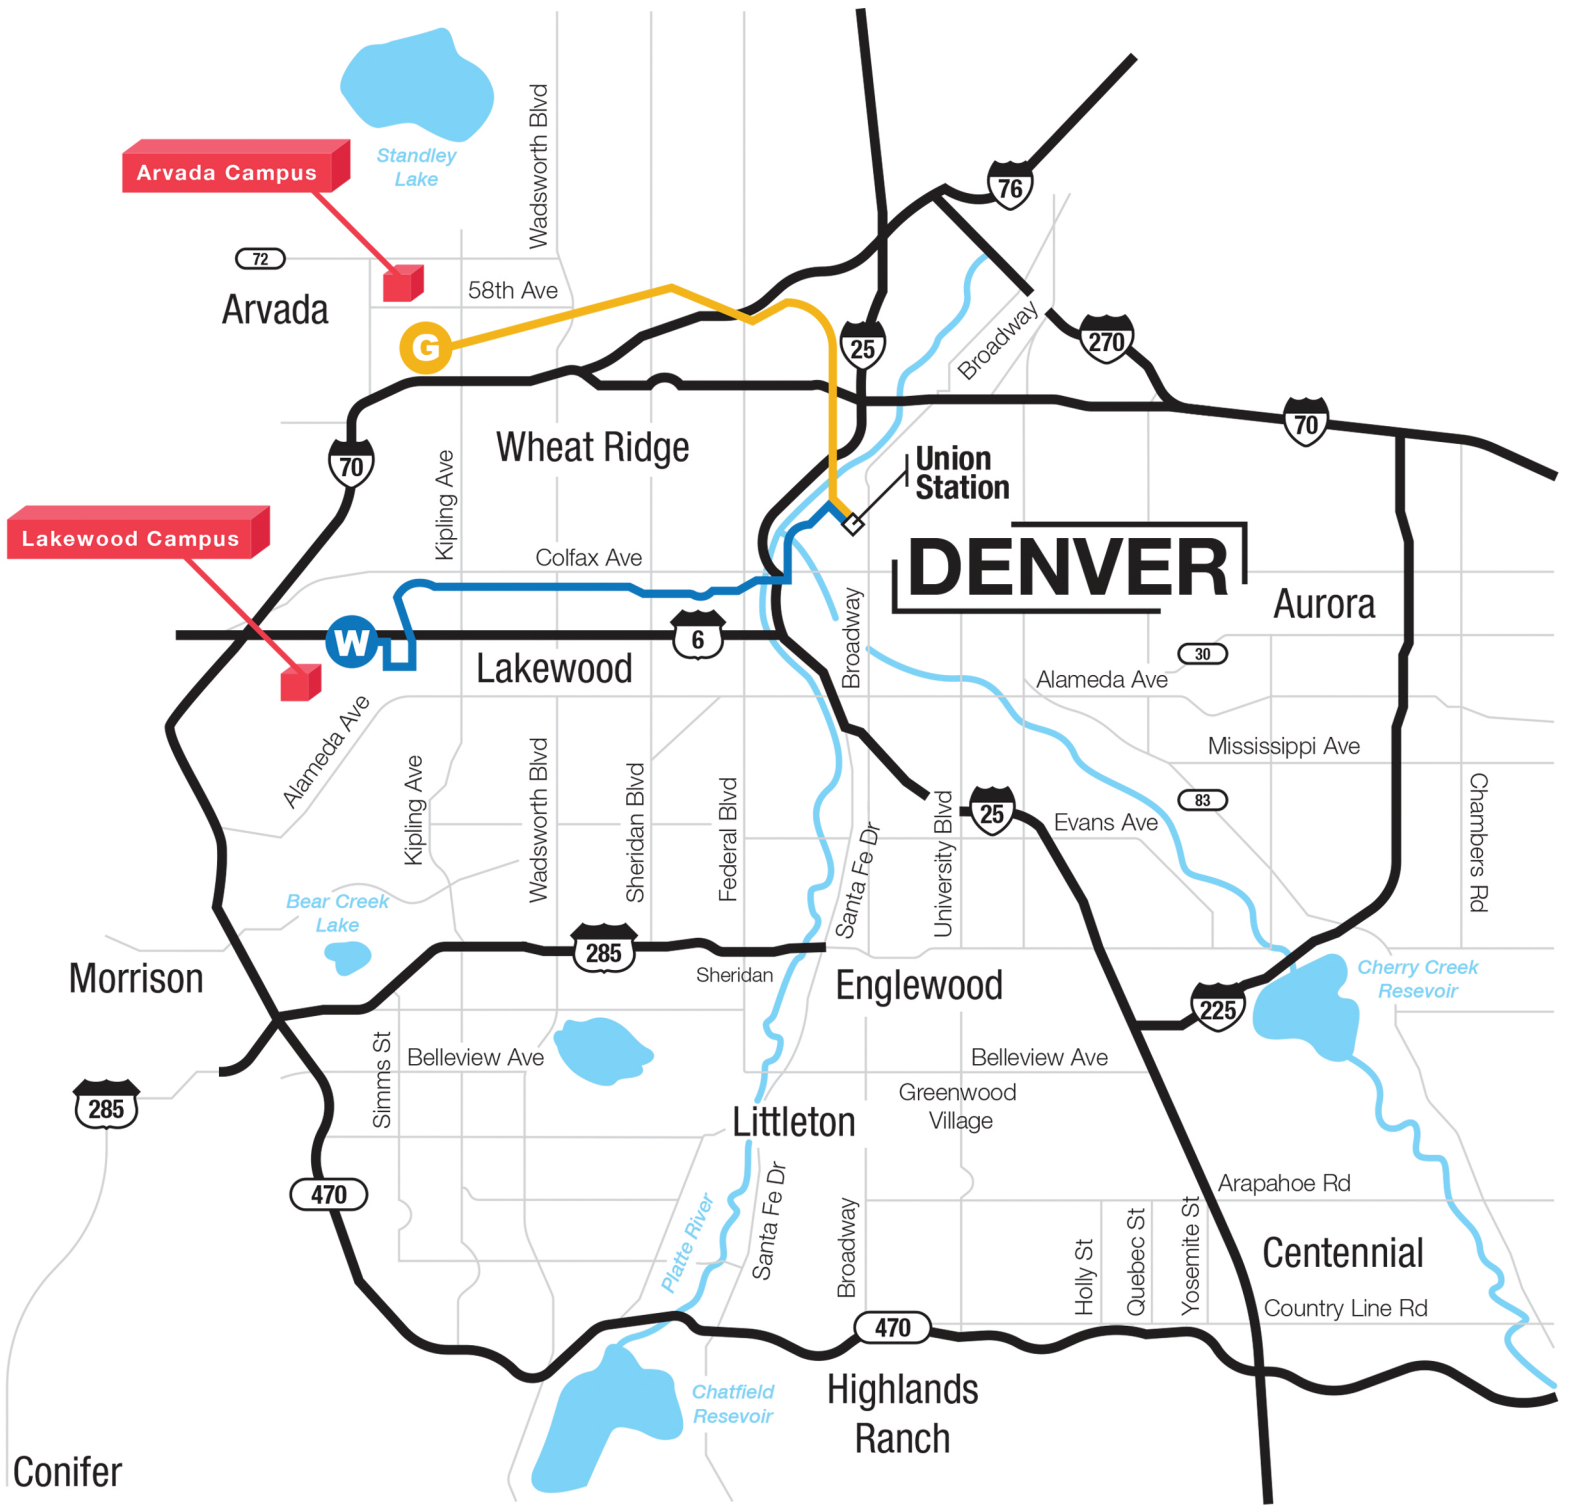 Standley
Lake
Wadsworth Blvd
Arvada Campus
76
72
58th Ave
Arvada
G
25
Broadway
270
70
Wheat Ridge
70
Kipling Ave
Union
Station
Lakewood Campus
Colfax Ave
DENVER
Aurora
W
6
Lakewood
Broadway
30
Alameda Ave
Alameda Ave
Mississippi Ave
Kipling Ave
Wadsworth Blvd
Sheridan Blvd
Federal Blvd
Santa Fe Dr
University Blvd
25
Evans Ave
83
Chambers Rd
Bear Creek
Lake
285
Sheridan
Morrison
Englewood
Cherry Creek
Resevoir
225
Simms St
Belleview Ave
Belleview Ave
285
Greenwood
Village
Littleton
470
Platte River
Santa Fe Dr
Broadway
Arapahoe Rd
Holly St
Quebec St
Yosemite St
Centennial
Country Line Rd
470
Highlands
Ranch
Chatfield
Resevoir
Conifer